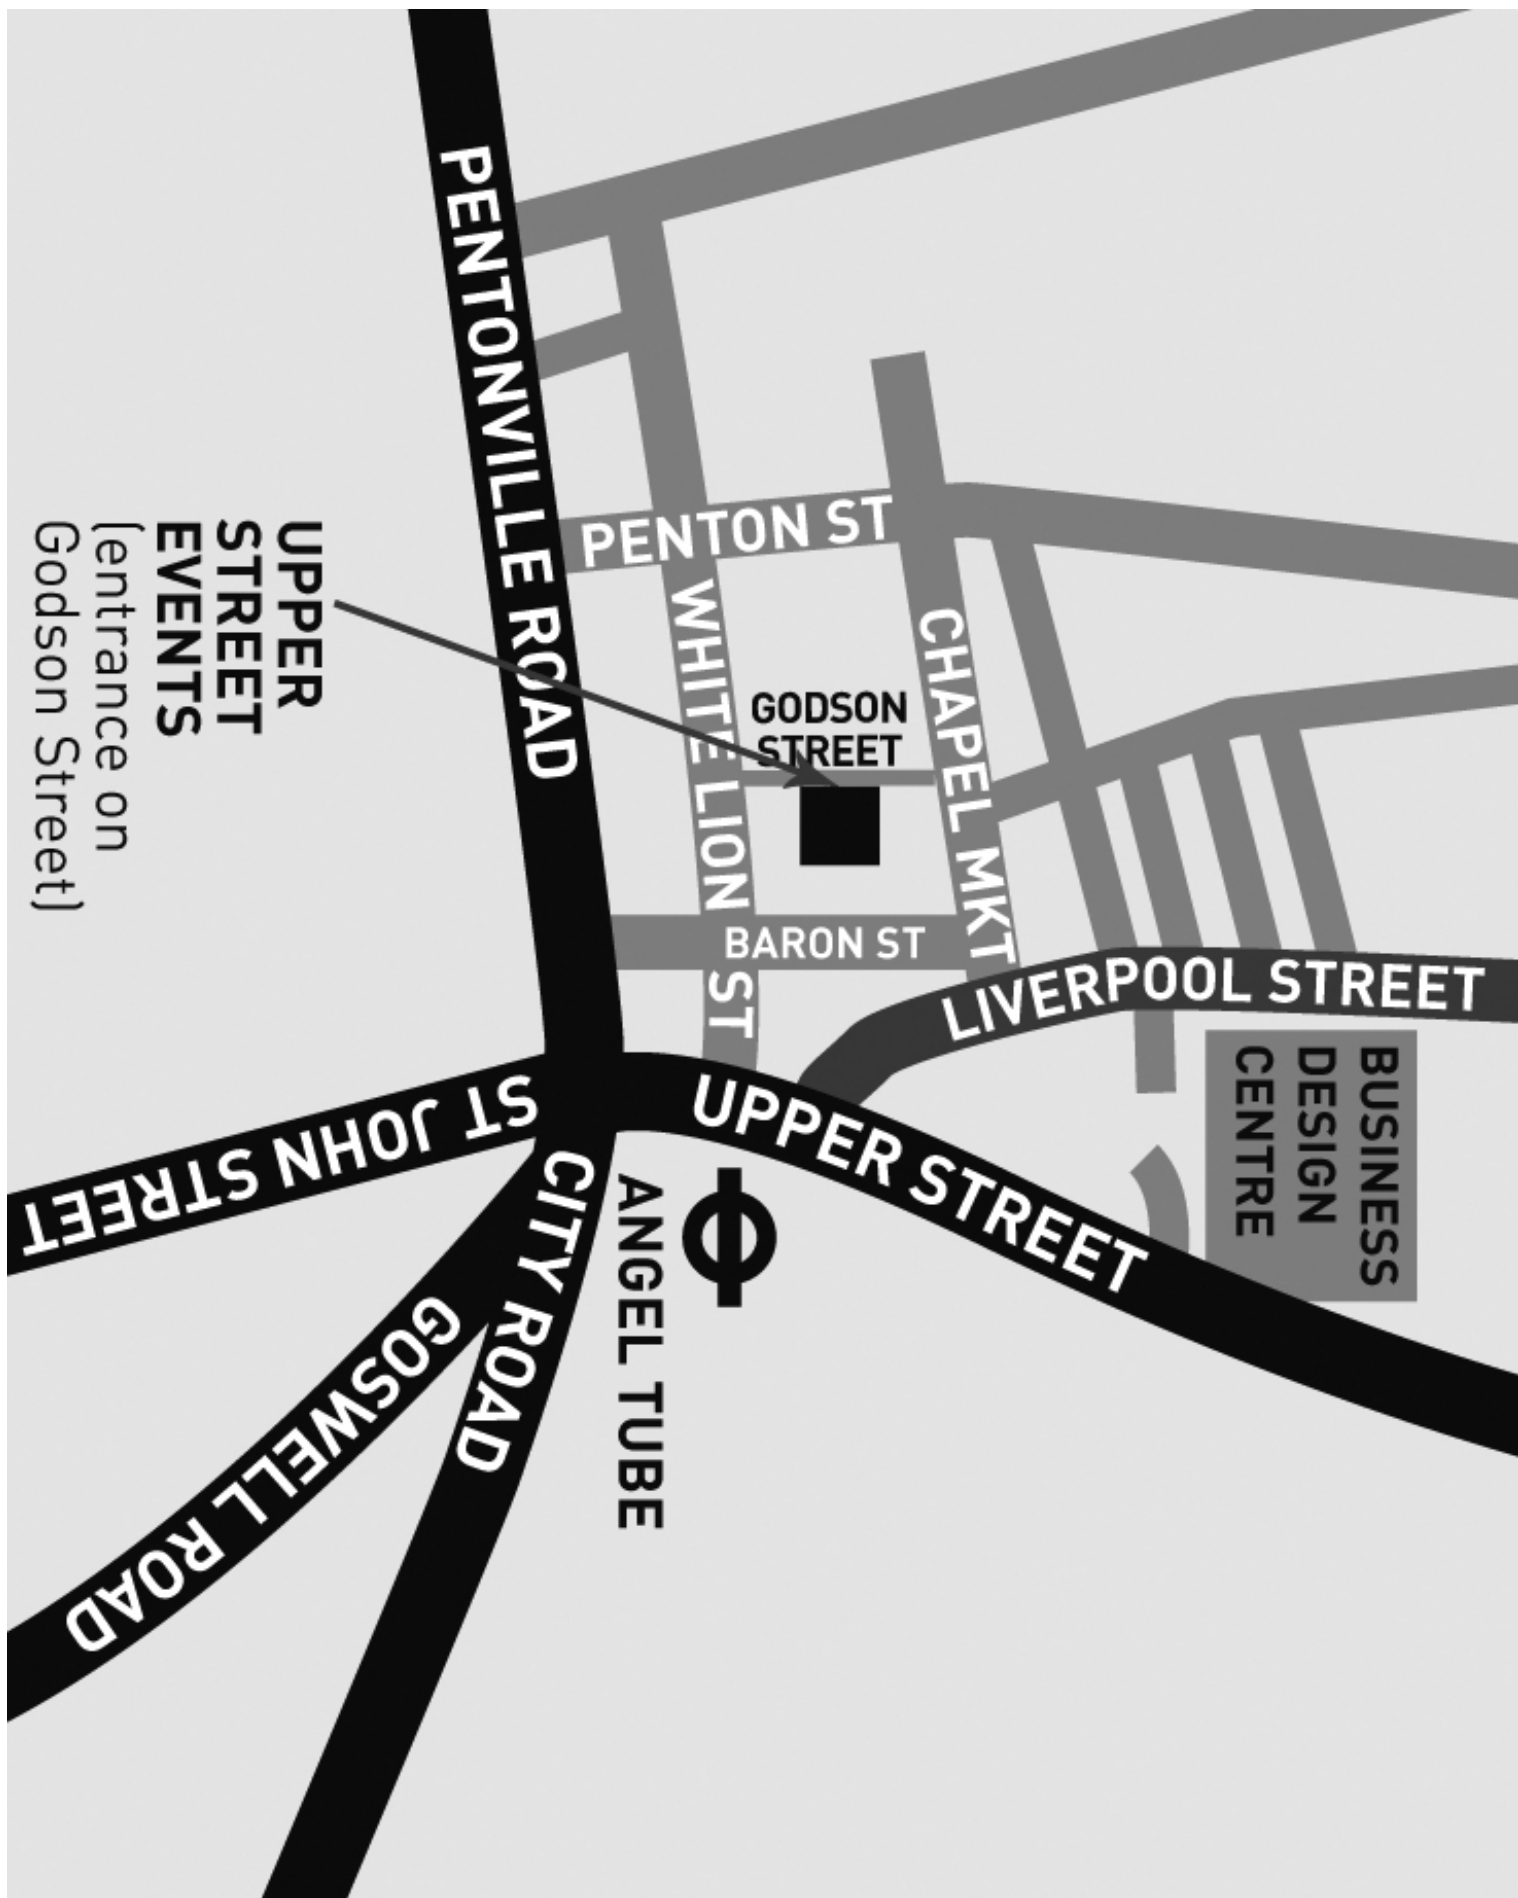 PENTONVILLE ROAD
PENTON ST
WHITE LION ST
CHAPEL MKT
GODSON
STREET
UPPER
STREET
EVENTS
(entrance on
Godson Street)
BARON ST
LIVERPOOL STREET
BUSINESS
DESIGN
CENTRE
UPPER STREET
ST JOHN STREET
CITY ROAD
GOSWELL ROAD
ANGEL TUBE